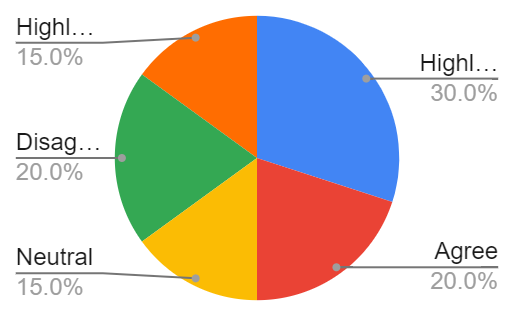 Highl…
15.0%
Highl…
30.0%
Disag…
20.0%
Neutral
15.0%
Agree
20.0%